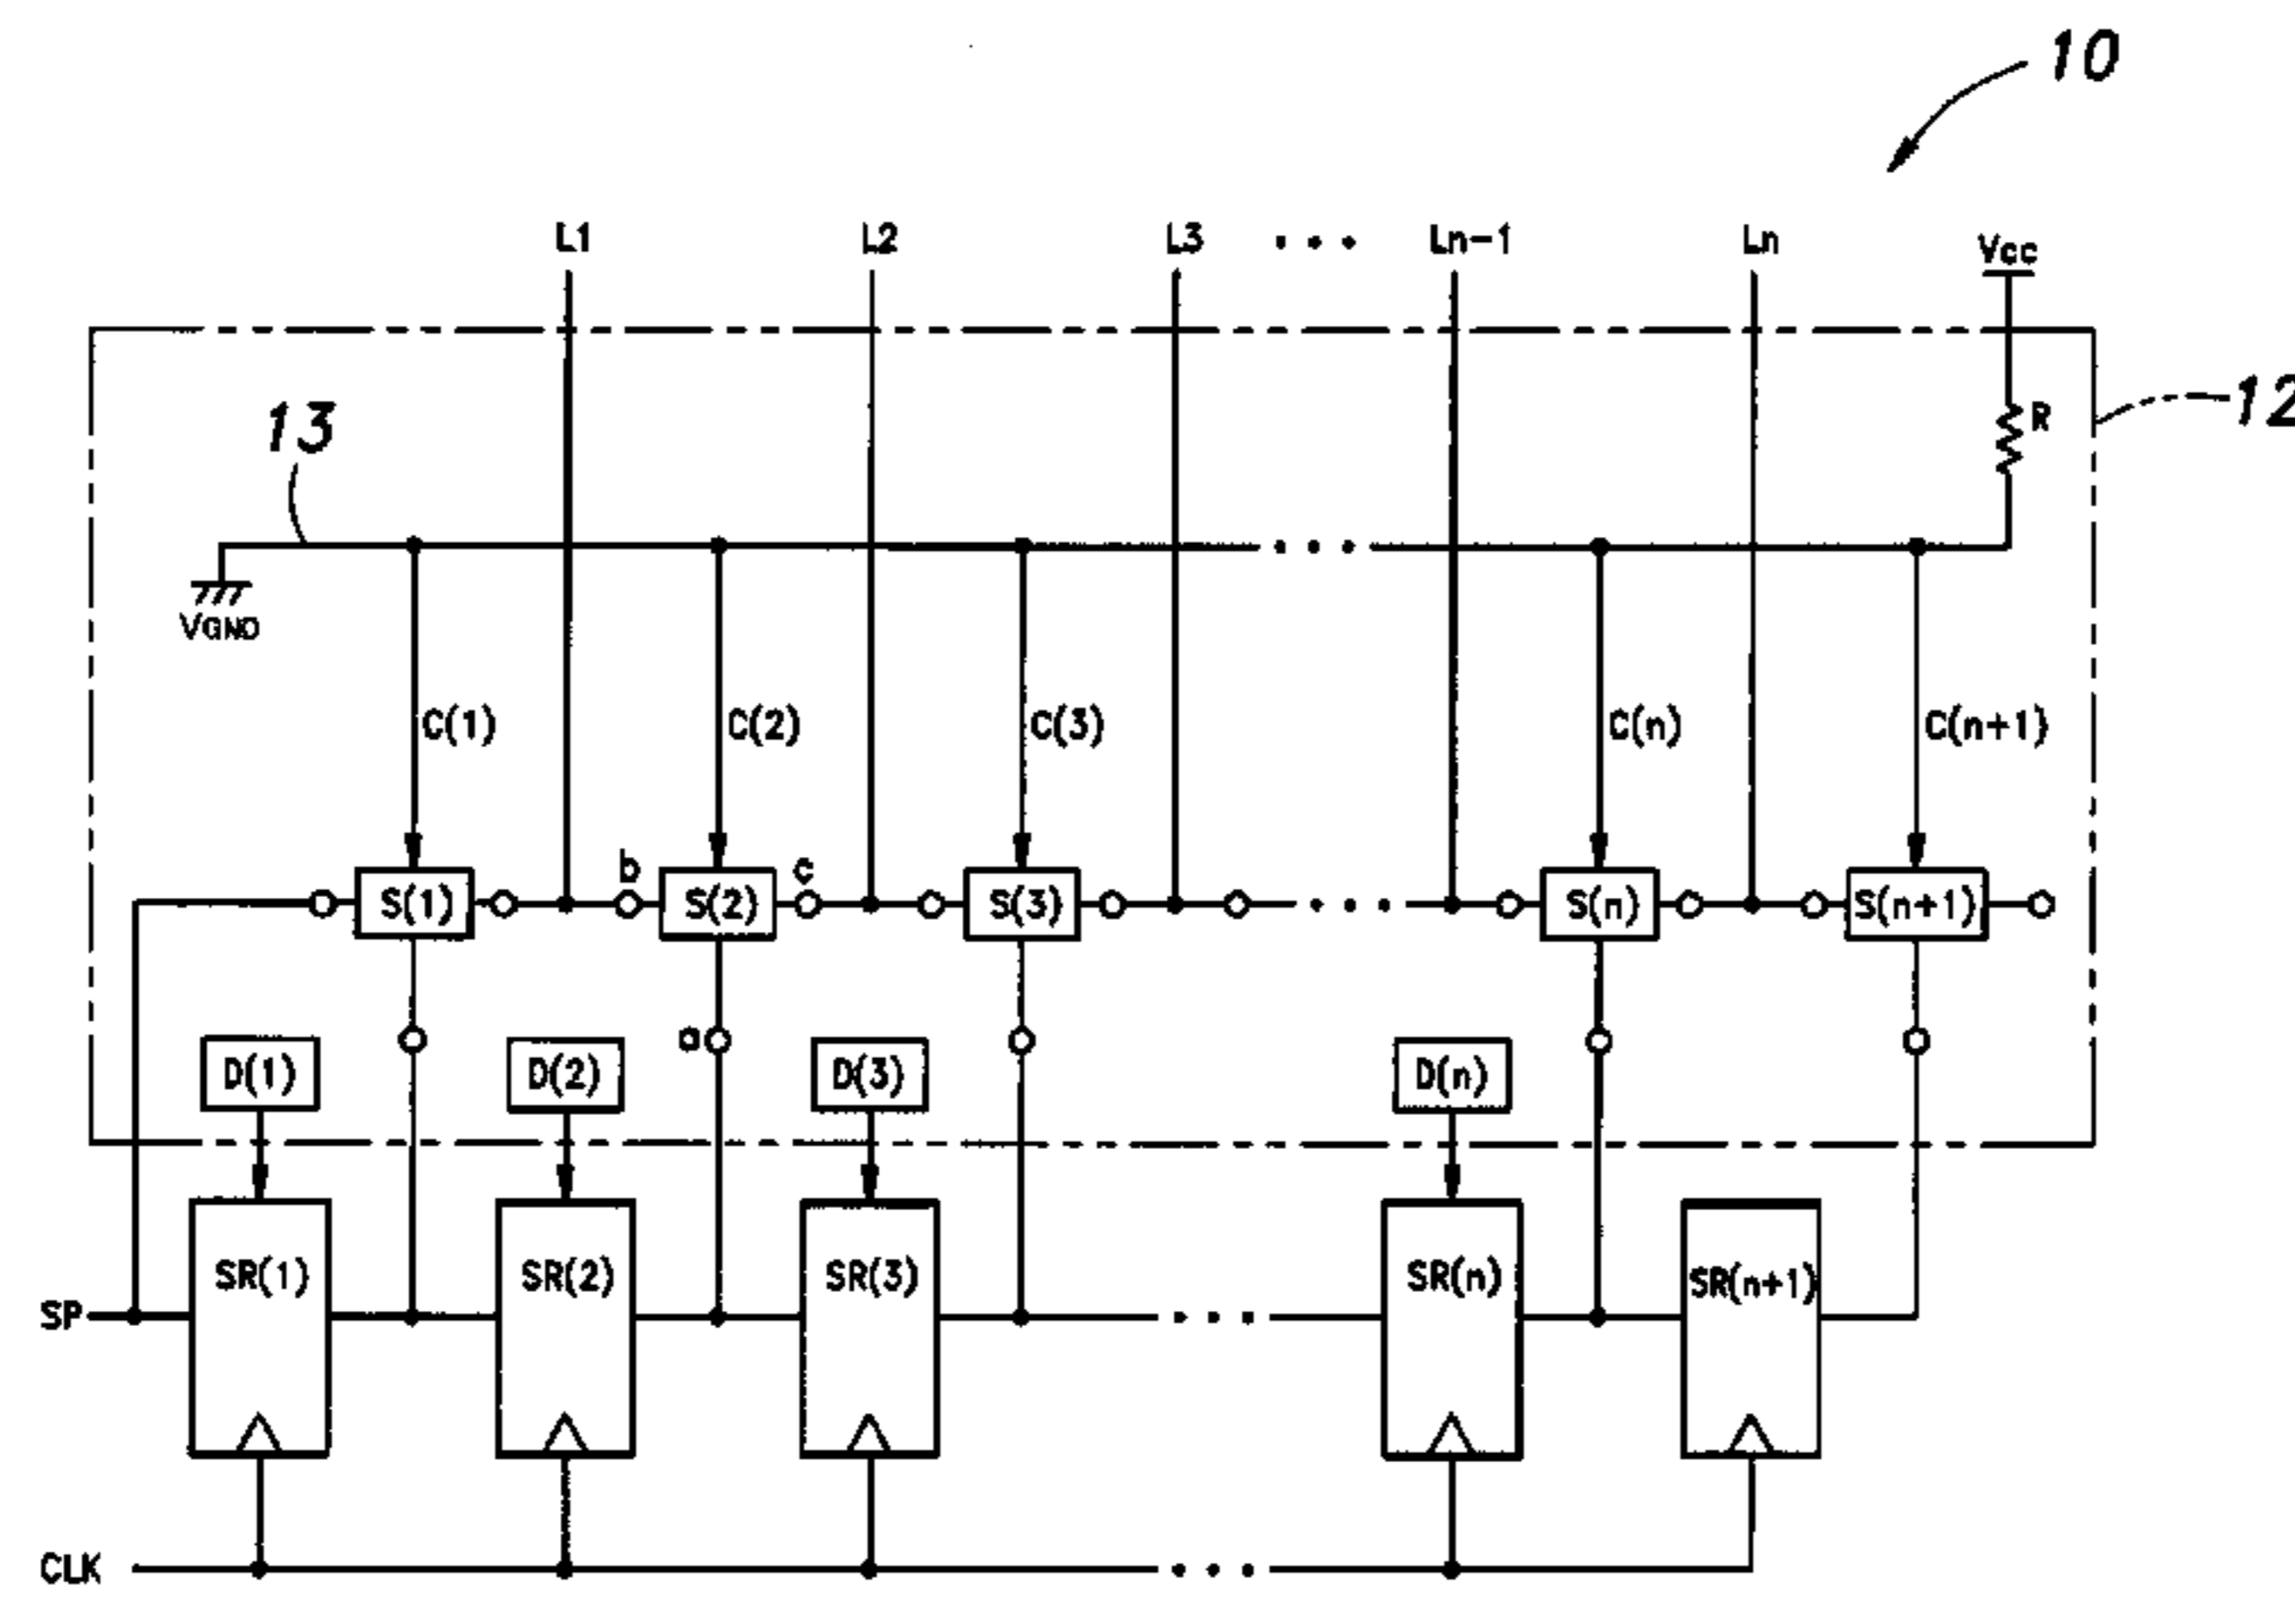 10
L1 L2 L3 ... Ln-1 Ln Vcc
12
R
13
VGND
C(1) C(2) C(3) C(n) C(n+1)
b c
S(1) S(2) S(3) ... S(n) S(n+1)
a
D(1) D(2) D(3) D(n)
SR(1) SR(2) SR(3) SR(n) SR(n+1)
SP ...
CLK ...